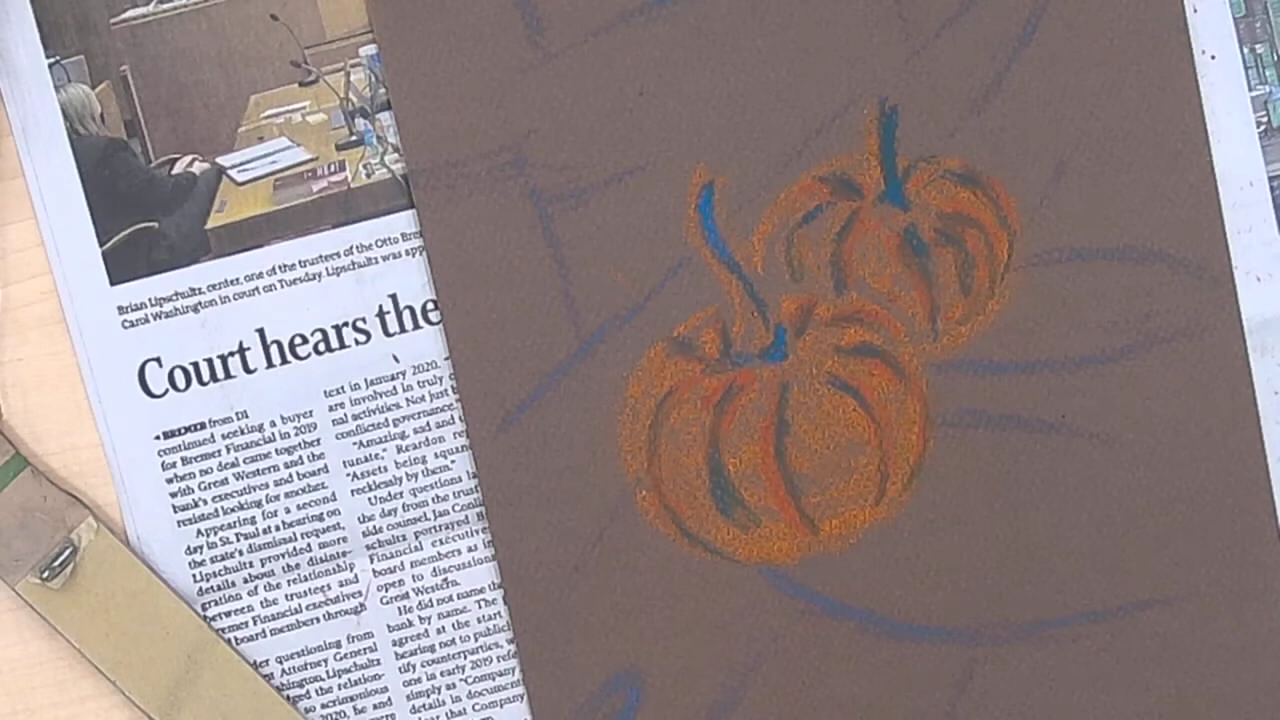 Brian Lipschultz, center, one of the trustees of the Otto Bre
Carol Washington in court on Tuesday. Lipschultz was app
Court hears the
◄ BREMER from D1
continued seeking a buyer
for Bremer Financial in 2019
when no deal came together
with Great Western and the
bank's executives and board
resisted looking for another.
Appearing for a second
day in St. Paul at a hearing on
the state's dismissal request,
Lipschultz provided more
details about the disinte-
gration of the relationship
between the trustees and
remer Financial executives
board members through
der questioning from
Attorney General
hington, Lipschultz
ged the relation-
so acrimonious
2020, he and
text in January 2020.
are involved in truly
nal activities. Not just
conflicted governance.
"Amazing, sad and
tunate," Reardon
"Assets being squan
recklessly by them."
Under questions
the day from the trust
side counsel, Jan Conl
schultz portrayed
Financial executive
board members as
open to discussions
Great Western.
He did not name the
bank by name. The
agreed at the start
hearing not to public
tify counterparties,
one in early 2019
simply as "Company
details in document
that Company